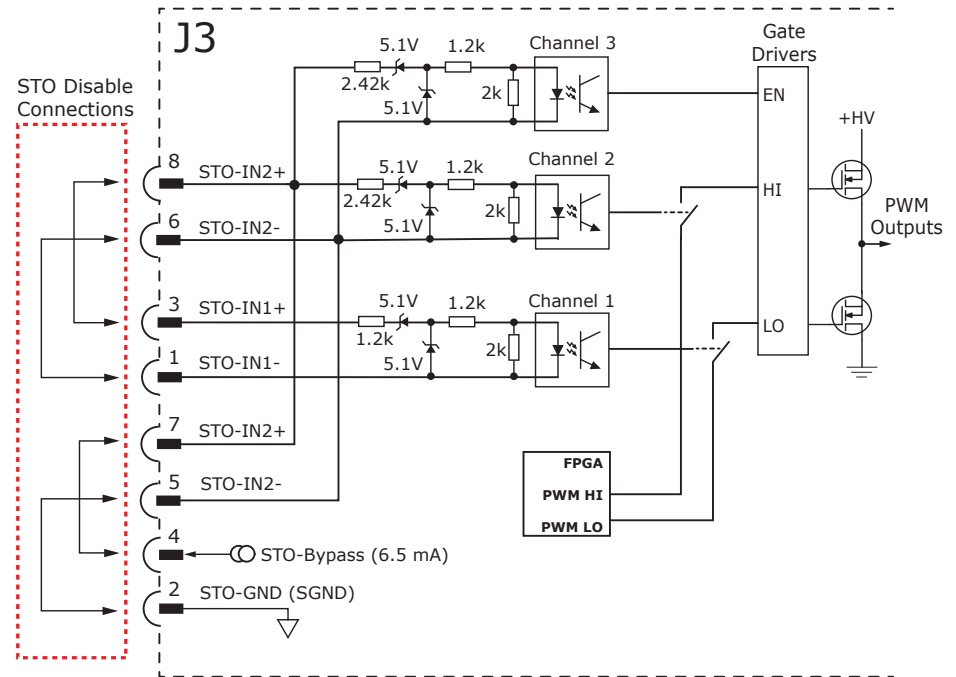 J3
STO Disable
Connections
5.1V
1.2k
Channel 3
2.42k
5.1V
2k
Gate
Drivers
EN
+HV
8
STO-IN2+
5.1V
1.2k
Channel 2
2.42k
5.1V
2k
HI
6
STO-IN2-
PWM
Outputs
3
STO-IN1+
5.1V
1.2k
Channel 1
1.2k
5.1V
2k
LO
1
STO-IN1-
7
STO-IN2+
5
STO-IN2-
FPGA
PWM HI
PWM LO
4
STO-Bypass (6.5 mA)
2
STO-GND (SGND)